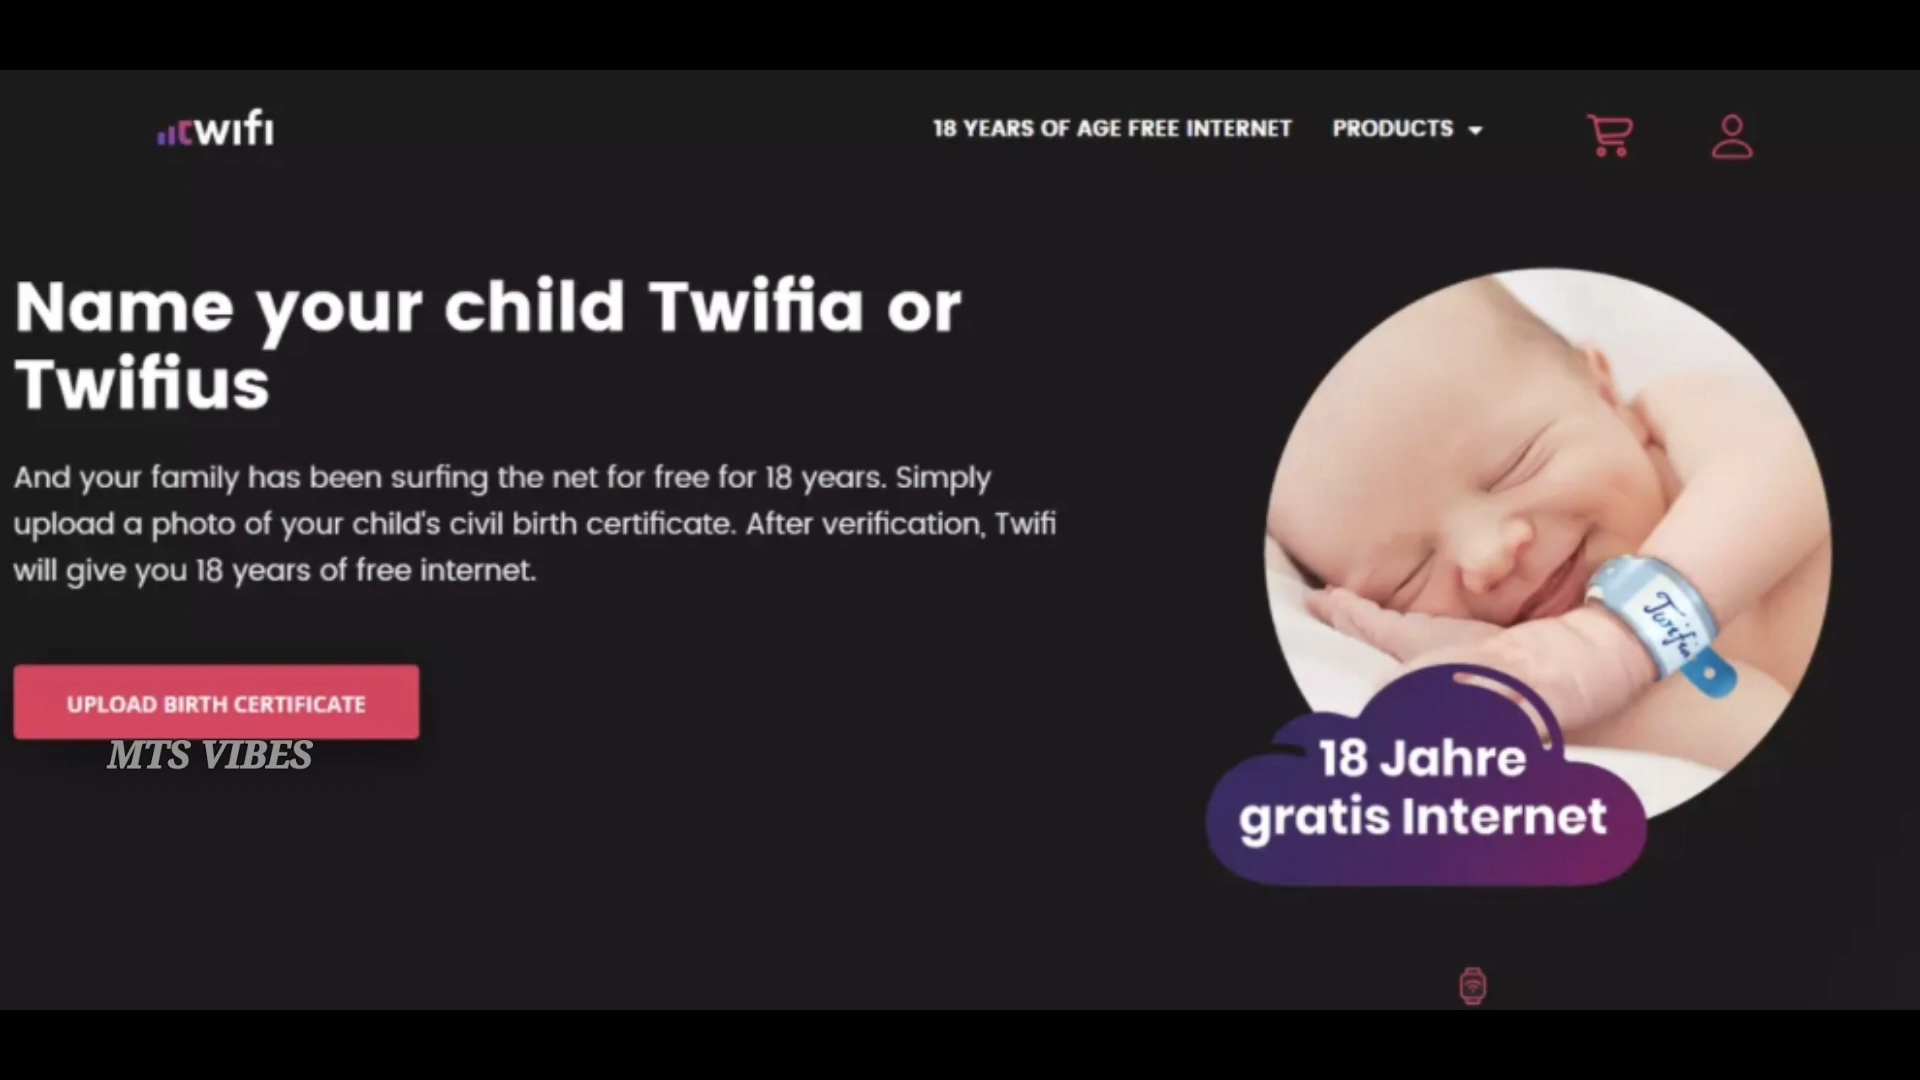 twifi
18 YEARS OF AGE FREE INTERNET
PRODUCTS
Name your child Twifia or
Twifius
And your family has been surfing the net for free for 18 years. Simply
upload a photo of your child's civil birth certificate. After verification, Twifi
will give you 18 years of free internet.
UPLOAD BIRTH CERTIFICATE
MTS VIBES
Twifia
18 Jahre
gratis Internet